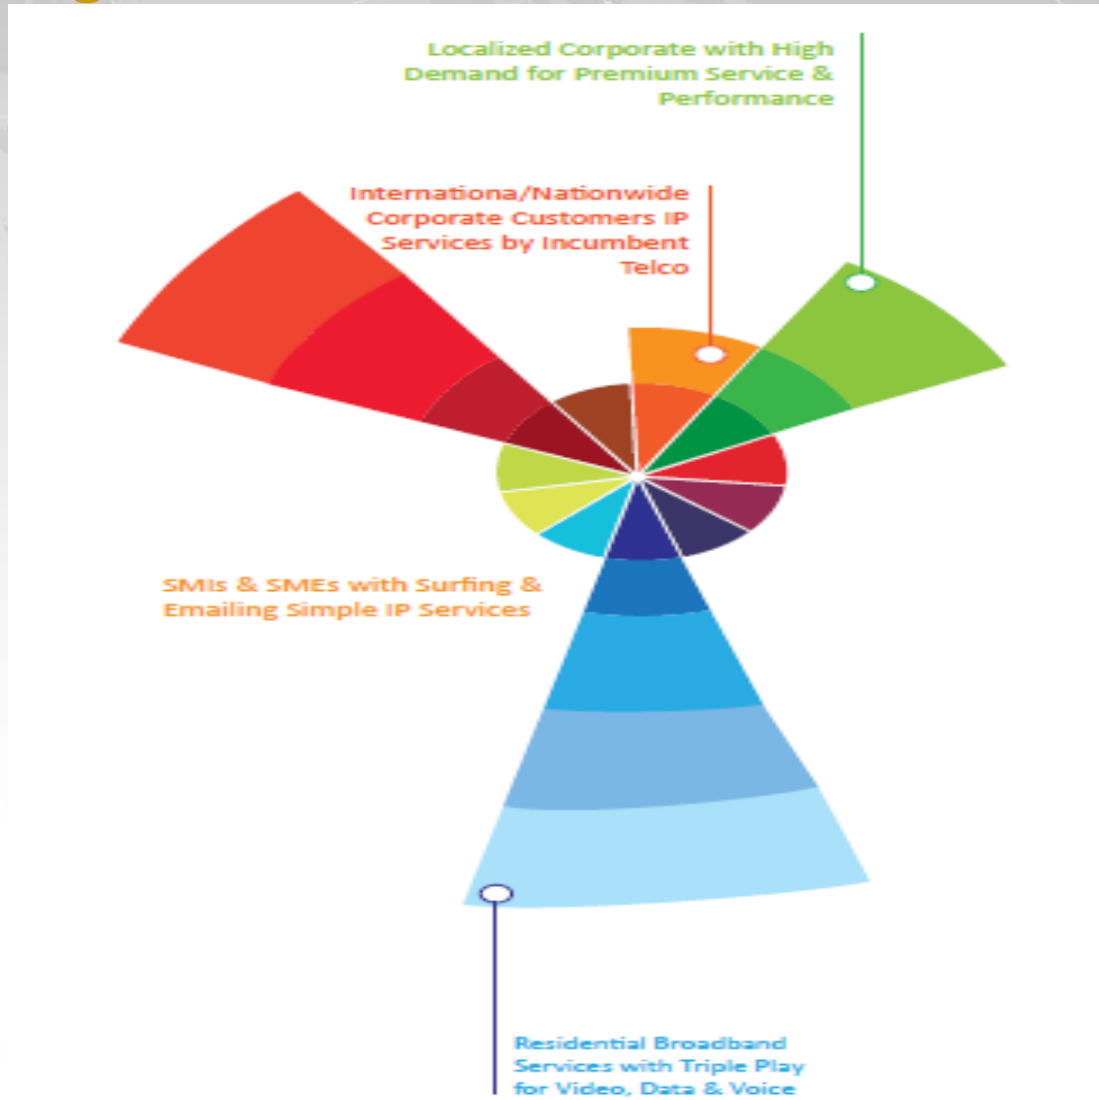 Localized Corporate with High
Demand for Premium Service &
Performance
Internationa/Nationwide
Corporate Customers IP
Services by Incumbent
Telco
SMIs & SMEs with Surfing &
Emailing Simple IP Services
Residential Broadband
Services with Triple Play
for Video, Data & Voice